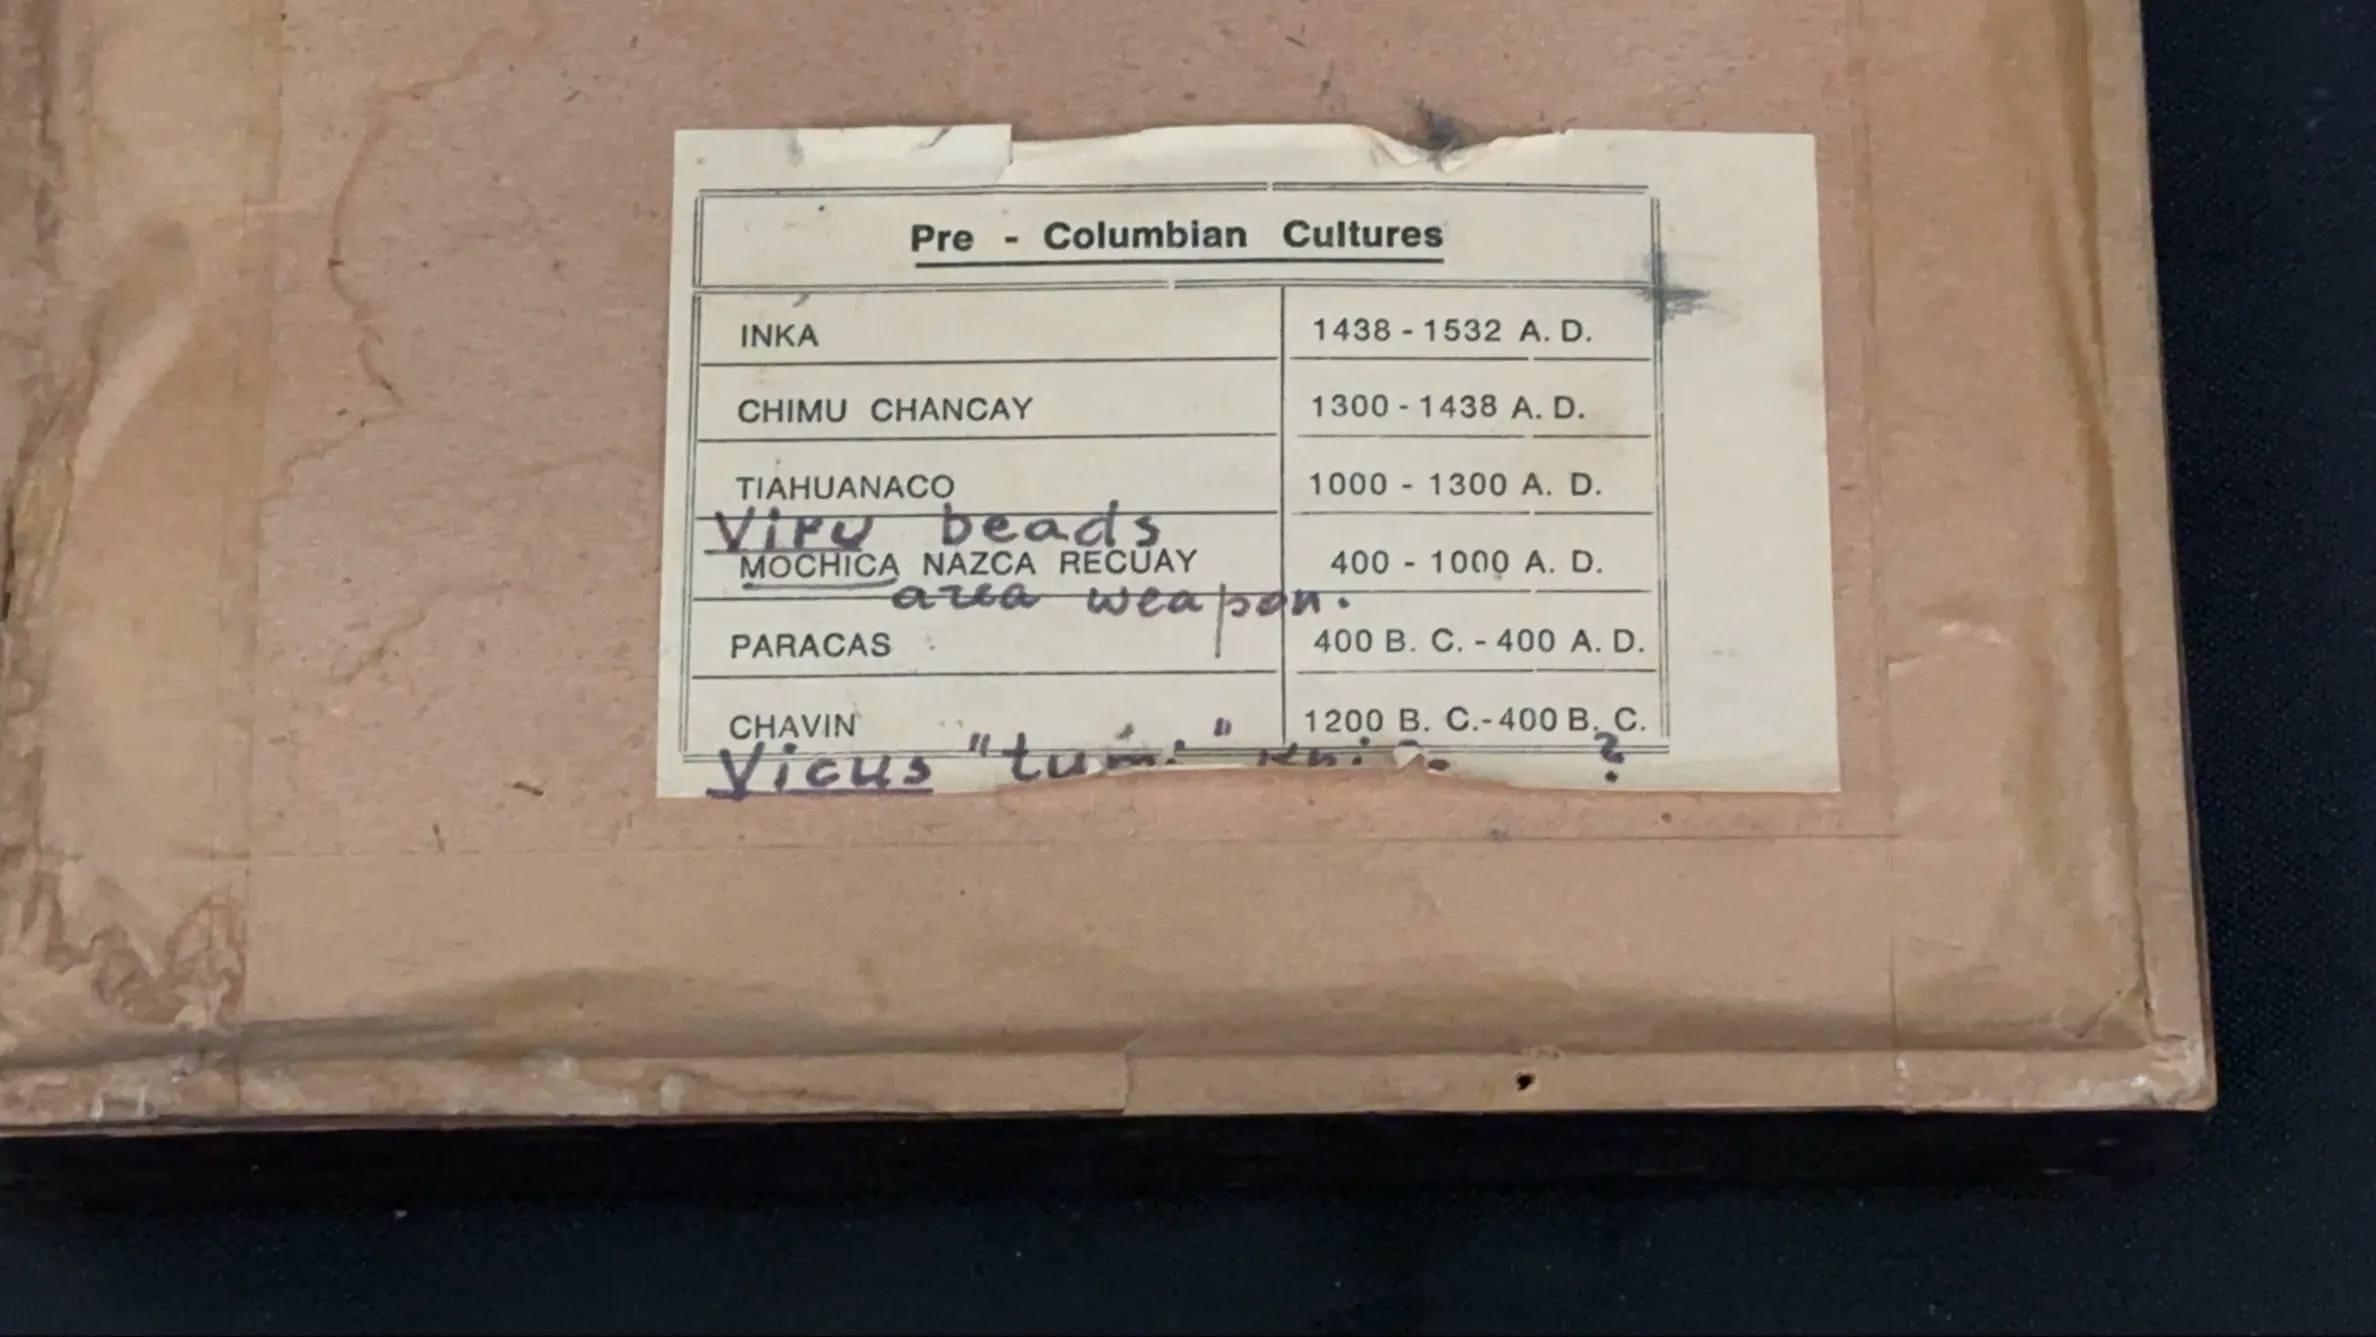 Pre - Columbian Cultures
INKA 1438 - 1532 A. D.
CHIMU CHANCAY 1300 - 1438 A. D.
TIAHUANACO 1000 - 1300 A. D.
Viru beads
MOCHICA NAZCA RECUAY 400 - 1000 A. D.
area weapon.
PARACAS 400 B. C. - 400 A. D.
CHAVIN 1200 B. C. - 400 B. C.
Vicus "tumi" ?